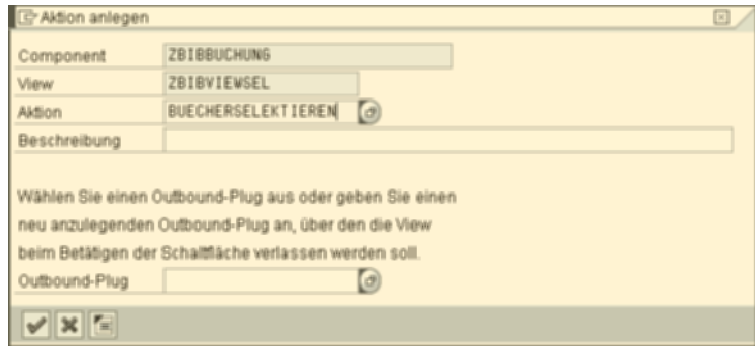 Aktion anlegen
Component ZBIBBUCHUNG
View ZBIBVIEWSEL
Aktion BUECHERSELEKTIEREN
Beschreibung
Wählen Sie einen Outbound-Plug aus oder geben Sie einen
neu anzulegenden Outbound-Plug an, über den die View
beim Betätigen der Schaltfläche verlassen werden soll.
Outbound-Plug